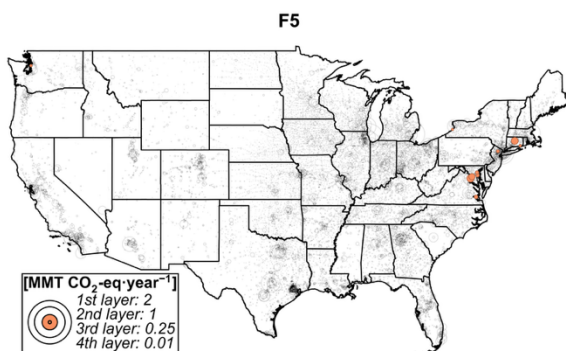 F5
[MMT CO₂-eq·year⁻¹]
1st layer: 2
2nd layer: 1
3rd layer: 0.25
4th layer: 0.01